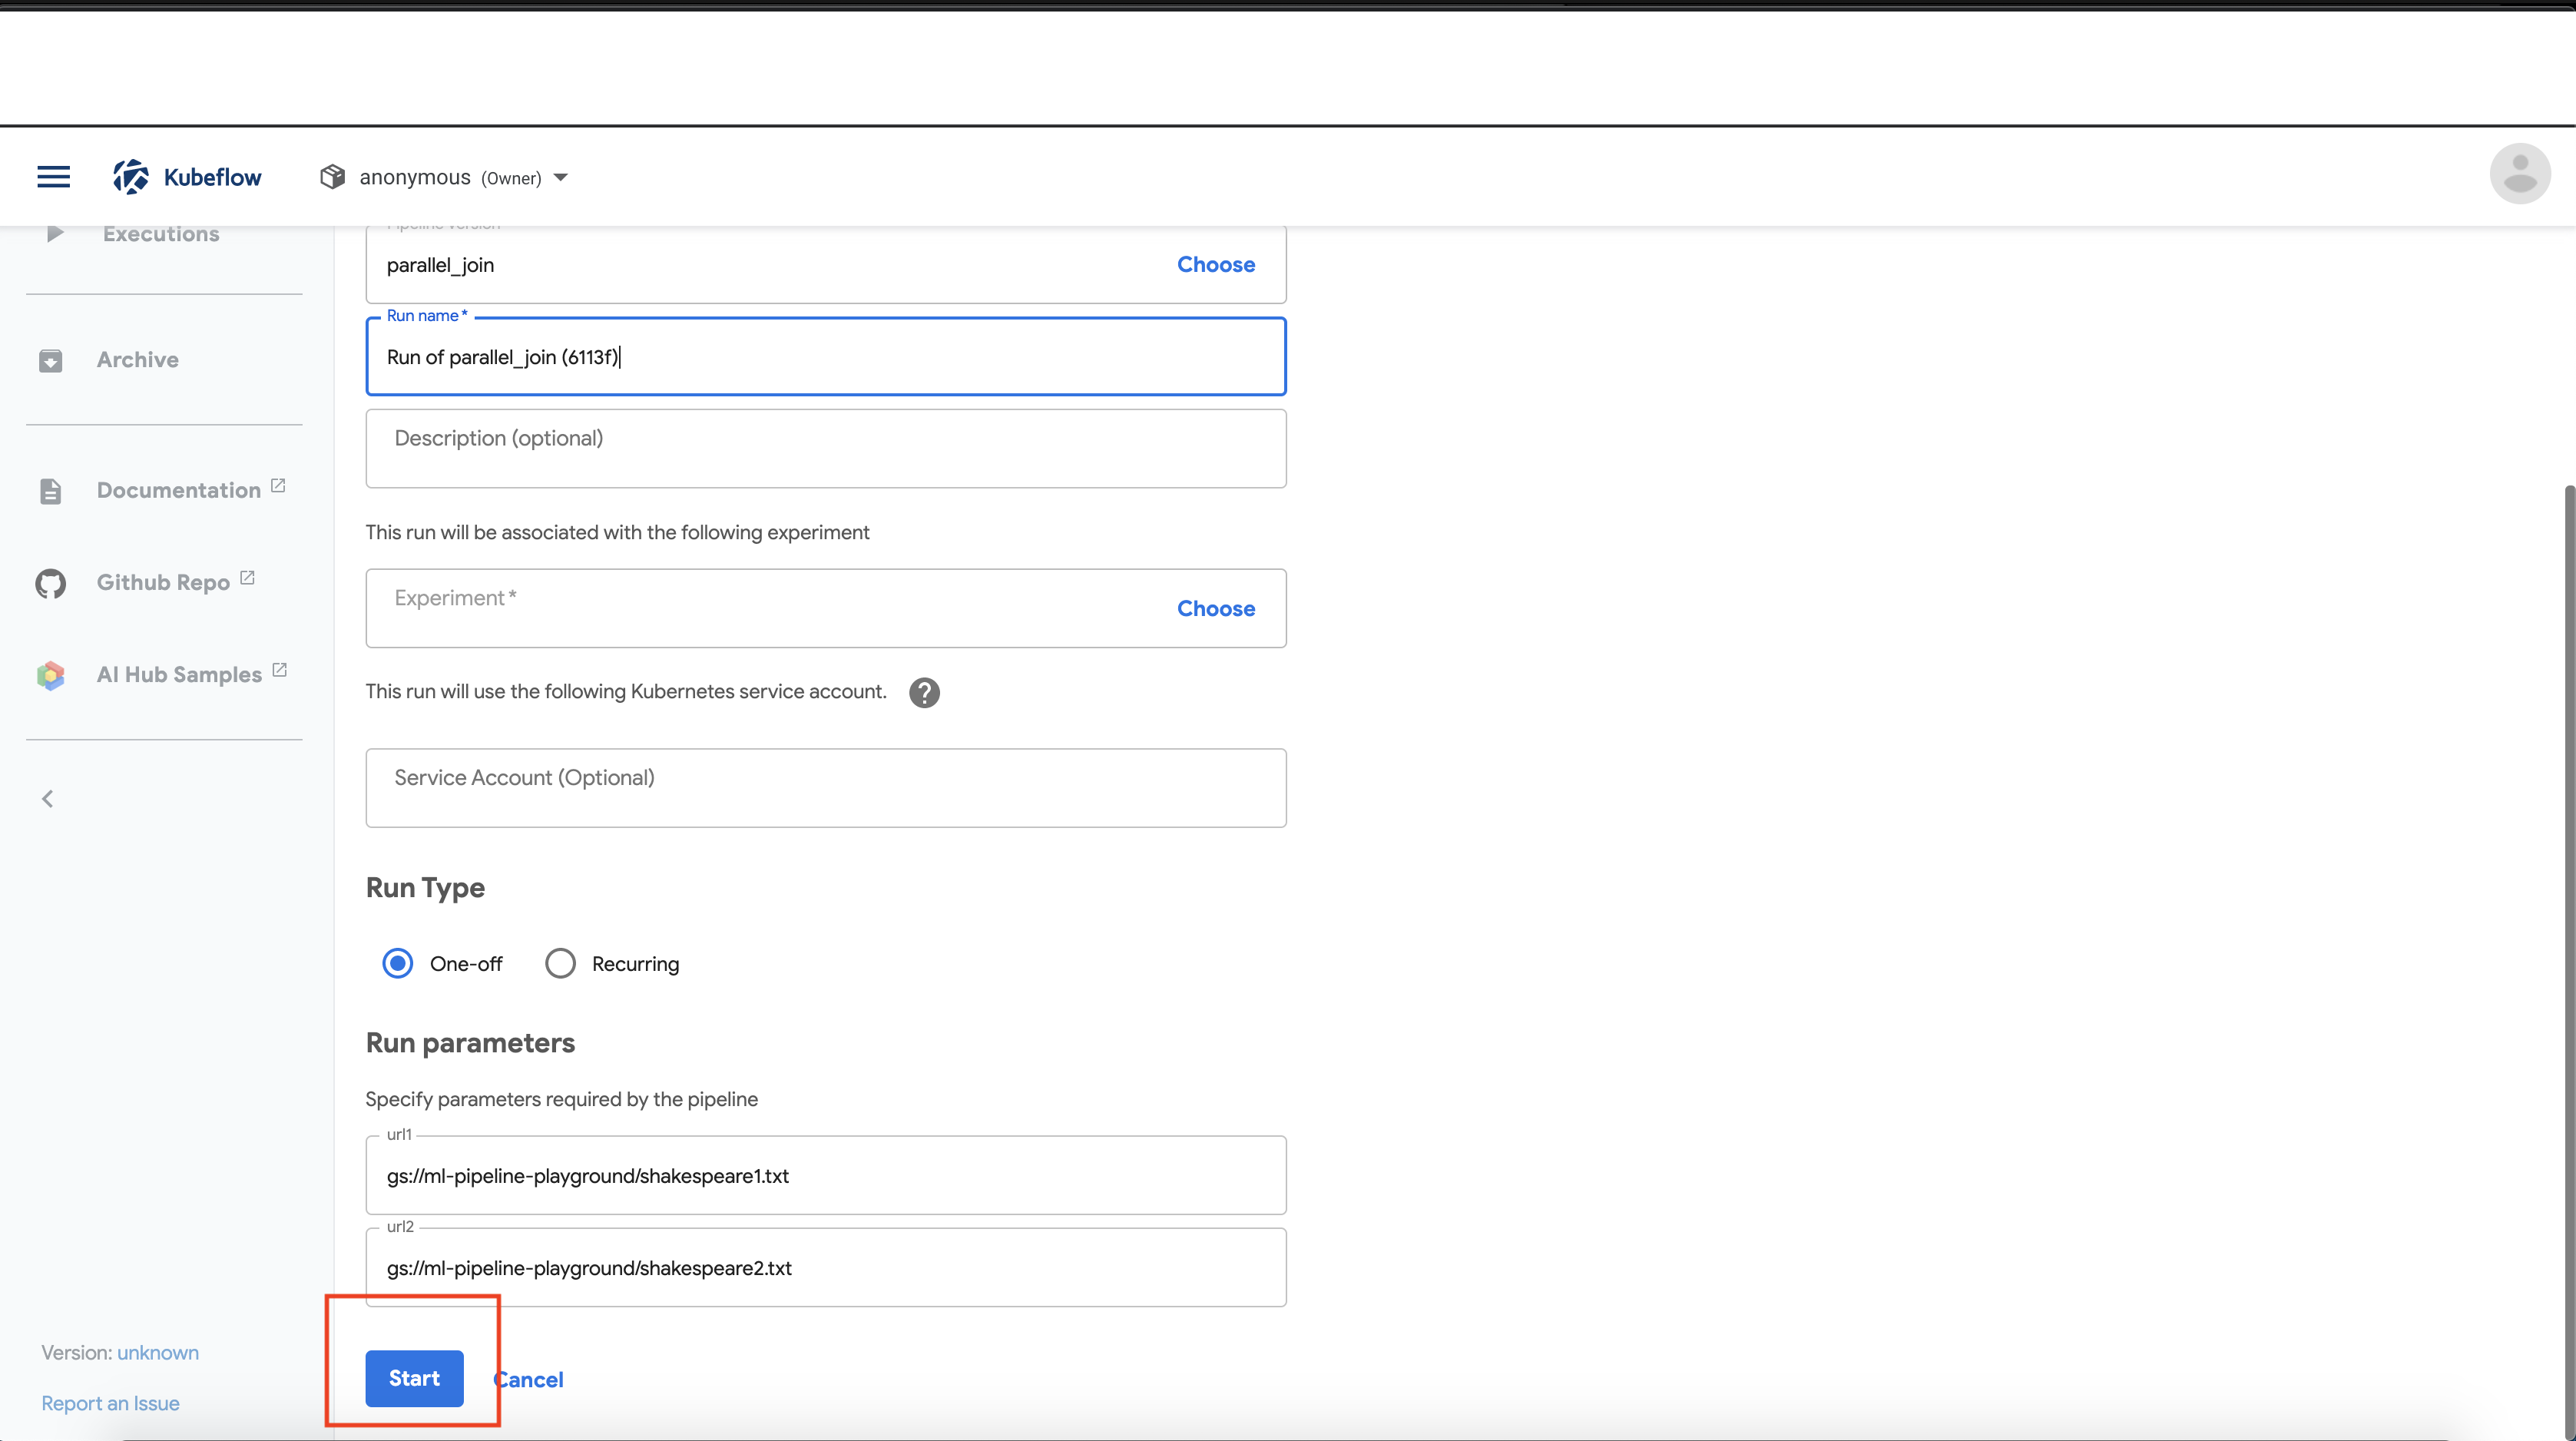 Kubeflow
anonymous (Owner)
Executions
Archive
Documentation
Github Repo
AI Hub Samples
Version: unknown
Report an Issue
Pipeline Version
parallel_join
Choose
Run name*
Run of parallel_join (6113f)
Description (optional)
This run will be associated with the following experiment
Experiment*
Choose
This run will use the following Kubernetes service account.
?
Service Account (Optional)
Run Type
One-off
Recurring
Run parameters
Specify parameters required by the pipeline
url1
gs://ml-pipeline-playground/shakespeare1.txt
url2
gs://ml-pipeline-playground/shakespeare2.txt
Start
Cancel